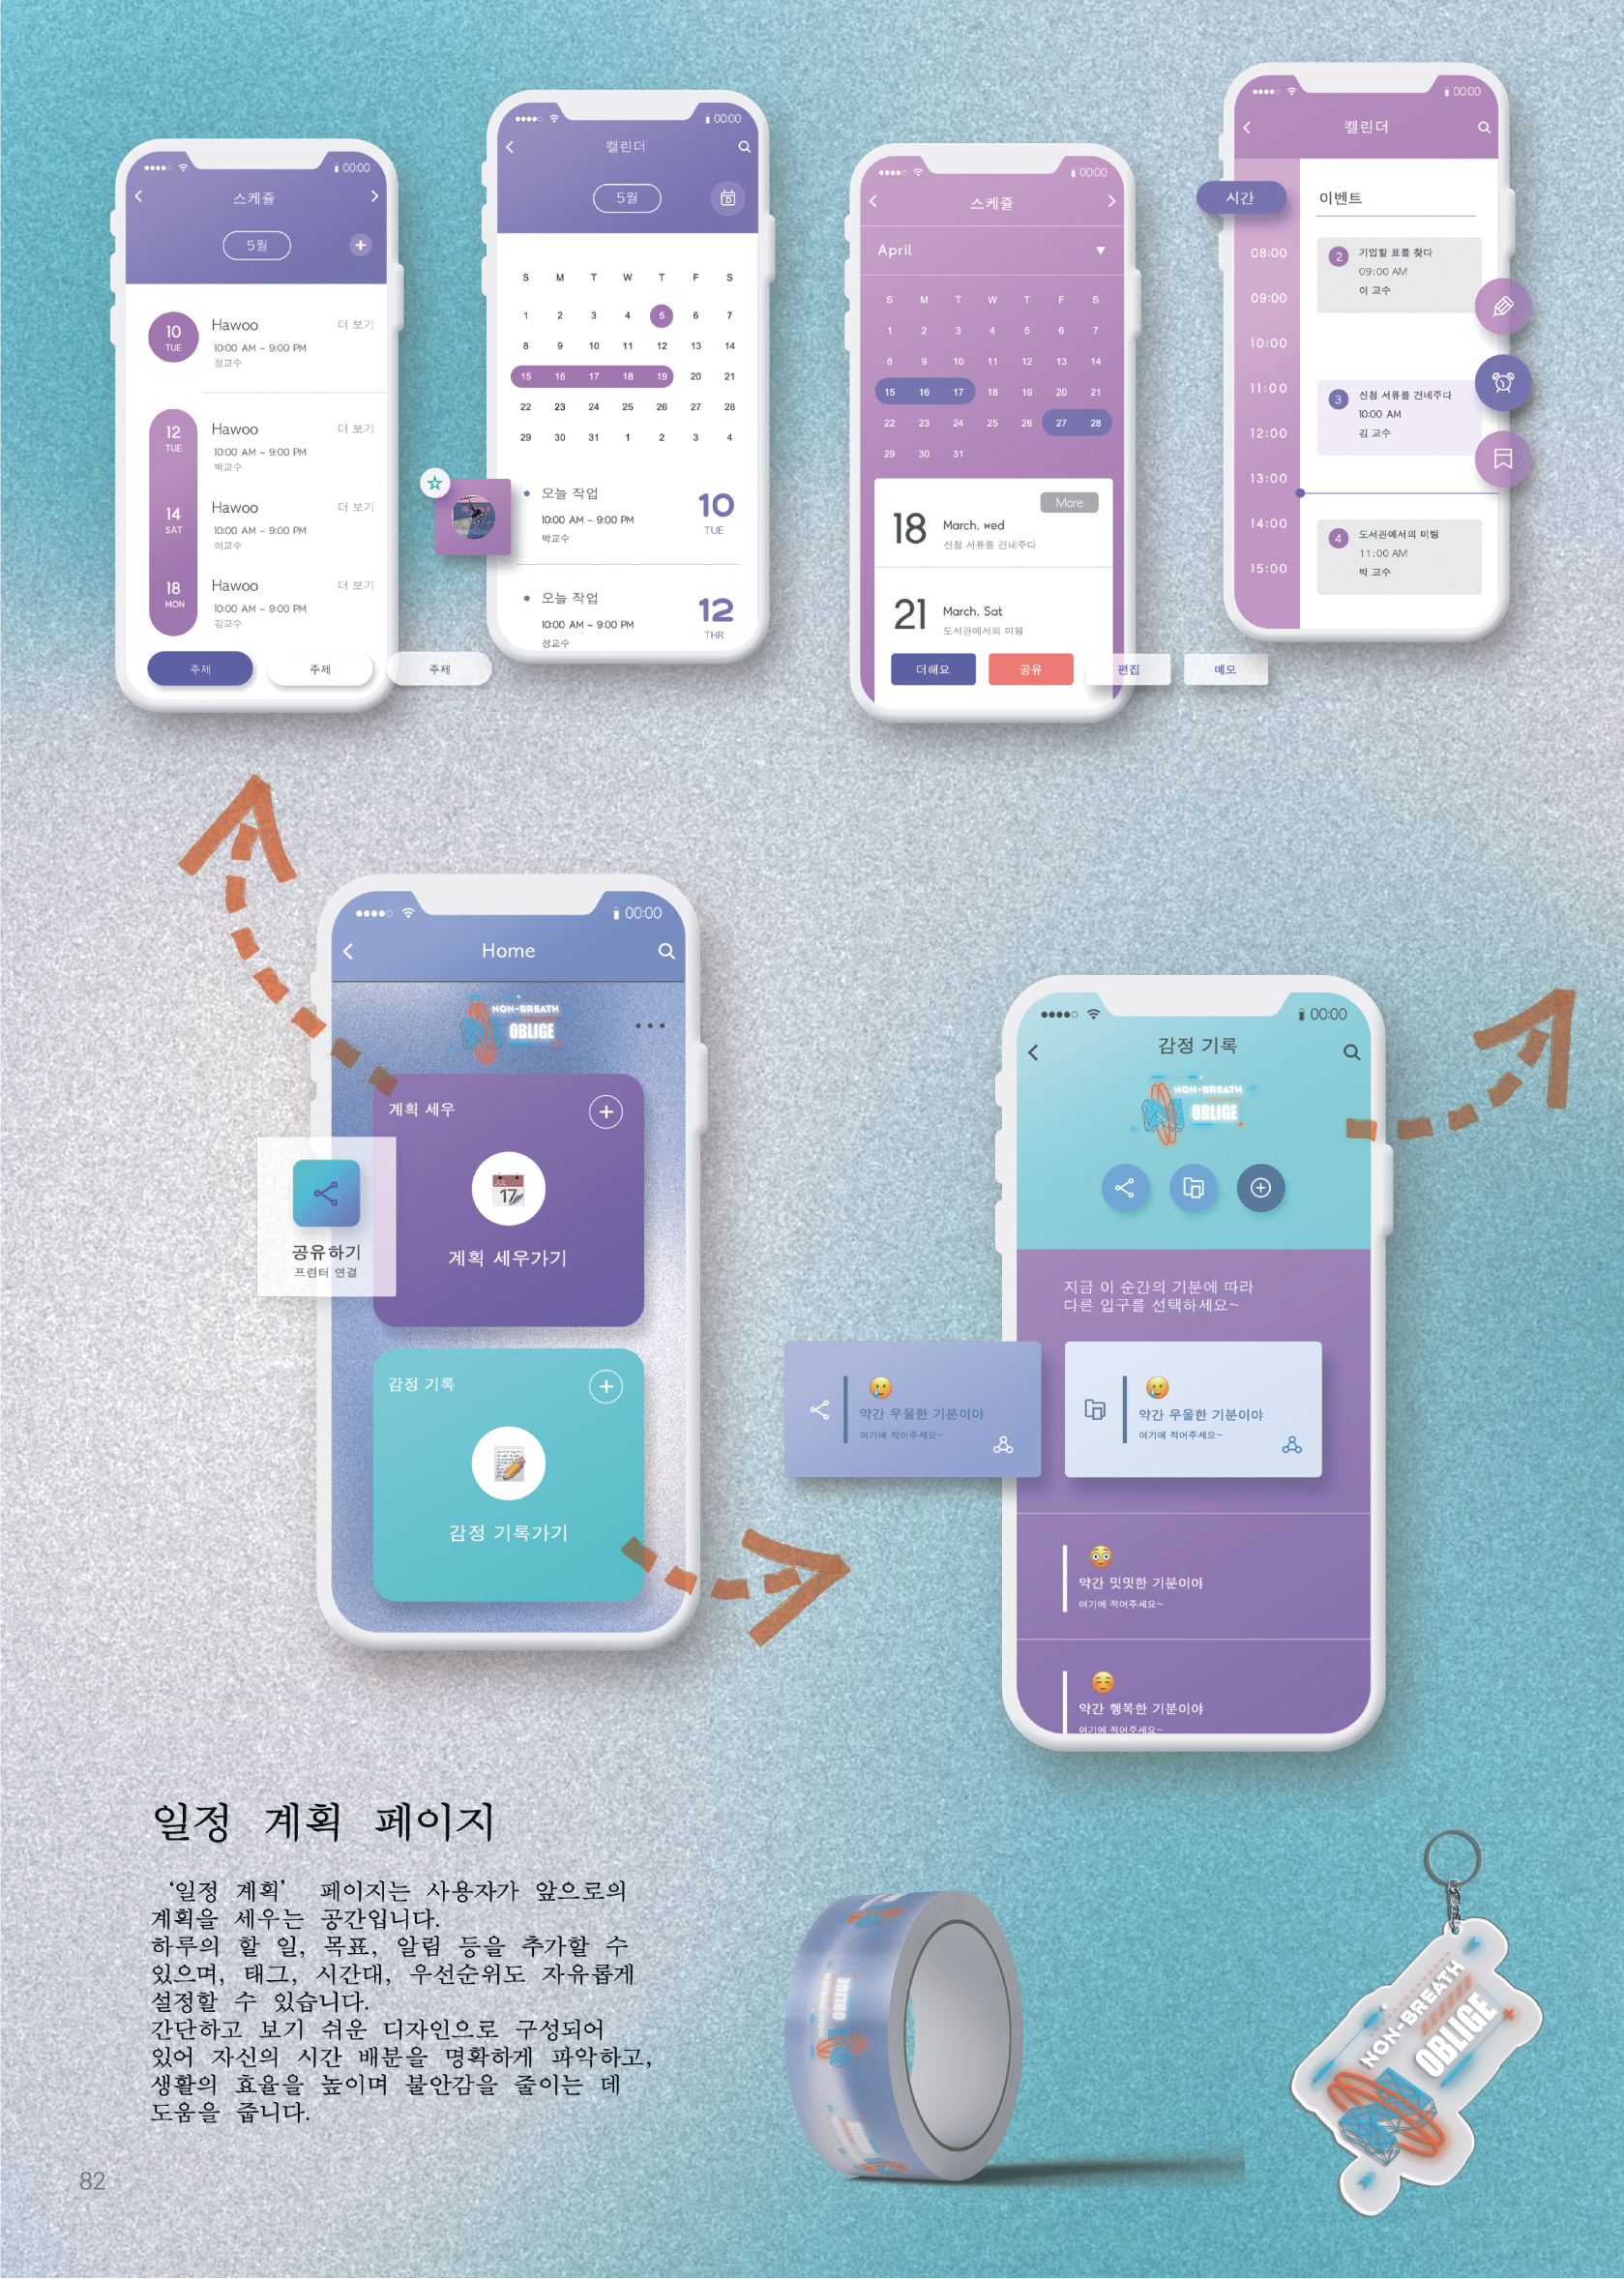 00:00
스케쥴
5월
10
TUE
Hawoo
더 보기
10:00 AM ~ 9:00 PM
정교수
12
TUE
Hawoo
더 보기
10:00 AM ~ 9:00 PM
박교수
14
SAT
Hawoo
더 보기
10:00 AM ~ 9:00 PM
이교수
18
MON
Hawoo
더 보기
10:00 AM ~ 9:00 PM
김교수
주제
주제
주제
00:00
캘린더
5월
S M T W T F S
1 2 3 4 5 6 7
8 9 10 11 12 13 14
15 16 17 18 19 20 21
22 23 24 25 26 27 28
29 30 31 1 2 3 4
오늘 작업
10:00 AM ~ 9:00 PM
박교수
10
TUE
오늘 작업
10:00 AM ~ 9:00 PM
정교수
12
THR
00:00
스케쥴
April
S M T W T F S
1 2 3 4 5 6 7
8 9 10 11 12 13 14
15 16 17 18 19 20 21
22 23 24 25 26 27 28
29 30 31
More
18
March, wed
신청 서류를 건네주다
21
March, Sat
도서관에서의 미팅
더해요
공유
편집
메모
00:00
캘린더
시간
이벤트
08:00
09:00
10:00
11:00
12:00
13:00
14:00
15:00
2
기입할 표를 찾다
09:00 AM
이 교수
3
신청 서류를 건네주다
10:00 AM
김 교수
4
도서관에서의 미팅
11:00 AM
박 교수
00:00
Home
NON-BREATH
OBLIGE
계획 세우
JUL
17
계획 세우가기
공유하기
프린터 연결
감정 기록
감정 기록가기
00:00
감정 기록
NON-BREATH
OBLIGE
지금 이 순간의 기분에 따라
다른 입구를 선택하세요~
약간 우울한 기분이야
여기에 적어주세요~
약간 우울한 기분이야
여기에 적어주세요~
약간 밋밋한 기분이야
여기에 적어주세요~
약간 행복한 기분이야
여기에 적어주세요~
일정 계획 페이지
‘일정 계획’ 페이지는 사용자가 앞으로의
계획을 세우는 공간입니다.
하루의 할 일, 목표, 알림 등을 추가할 수
있으며, 태그, 시간대, 우선순위도 자유롭게
설정할 수 있습니다.
간단하고 보기 쉬운 디자인으로 구성되어
있어 자신의 시간 배분을 명확하게 파악하고,
생활의 효율을 높이며 불안감을 줄이는 데
도움을 줍니다.
NON-BREATH
OBLIGE
NON-BREATH
OBLIGE
82